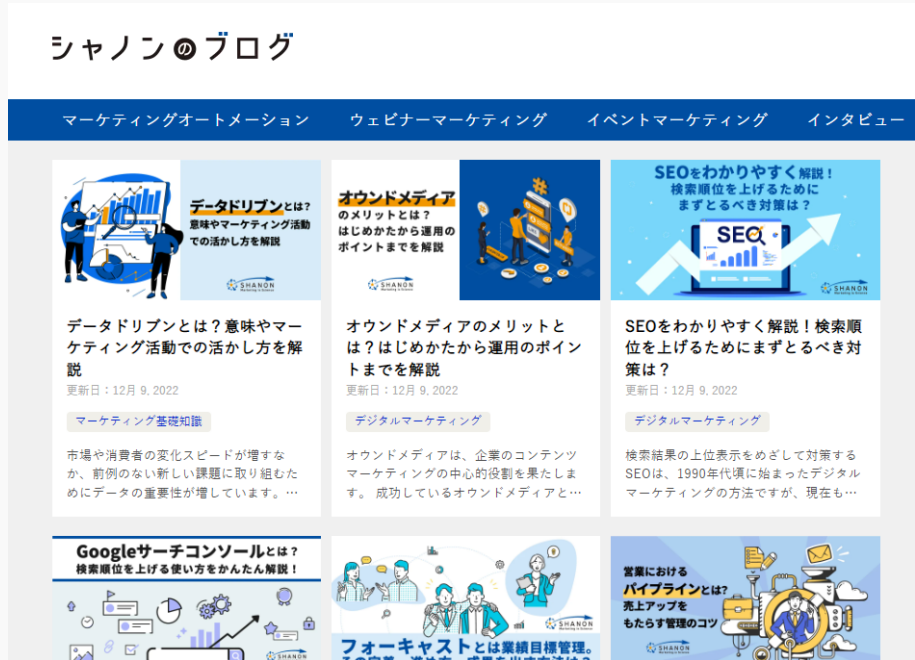 シャノンのブログ
マーケティングオートメーション ウェビナーマーケティング イベントマーケティング インタビュー
データドリブンとは?
意味やマーケティング活動
での活かし方を解説
SHANON
Marketing is Science
データドリブンとは？意味やマー
ケティング活動での活かし方を解
説
更新日：12月 9, 2022
マーケティング基礎知識
市場や消費者の変化スピードが増すな
か、前例のない新しい課題に取り組むた
めにデータの重要性が増しています。…
オウンドメディア
のメリットとは？
はじめかたから運用の
ポイントまでを解説
SHANON
Marketing is Science
オウンドメディアのメリットと
は？はじめかたから運用のポイン
トまでを解説
更新日：12月 9, 2022
デジタルマーケティング
オウンドメディアは、企業のコンテンツ
マーケティングの中心的役割を果たしま
す。 成功しているオウンドメディアと…
SEOをわかりやすく解説！
検索順位を上げるために
まずとるべき対策は？
SEO
SHANON
Marketing is Science
SEOをわかりやすく解説！検索順
位を上げるためにまずとるべき対
策は？
更新日：12月 9, 2022
デジタルマーケティング
検索結果の上位表示をめざして対策する
SEOは、1990年代頃に始まったデジタル
マーケティングの方法ですが、現在も…
Googleサーチコンソールとは？
検索順位を上げる使い方をかんたん解説！
SHANON
SHANON
Marketing is Science
フォーキャストとは業績目標管理。
営業における
パイプラインとは?
売上アップを
もたらす管理のコツ
SHANON
Marketing is Science